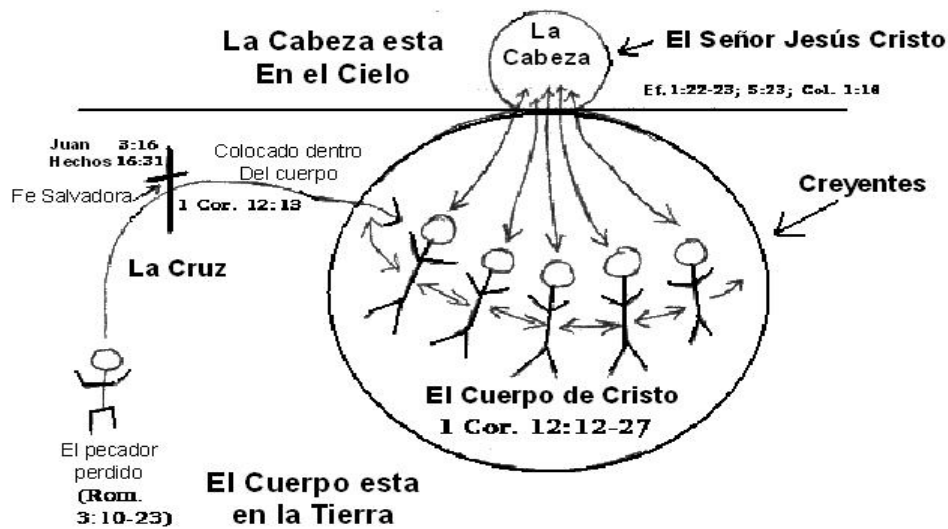 La Cabeza esta
En el Cielo
La
Cabeza
El Señor Jesús Cristo
Ef. 1:22-23; 5:23; Col. 1:18
Juan 3:16
Hechos 16:31
Fe Salvadora
Colocado dentro
Del cuerpo
1 Cor. 12:13
La Cruz
Creyentes
El Cuerpo de Cristo
1 Cor. 12:12-27
El pecador
perdido
(Rom.
3:10-23)
El Cuerpo esta
en la Tierra